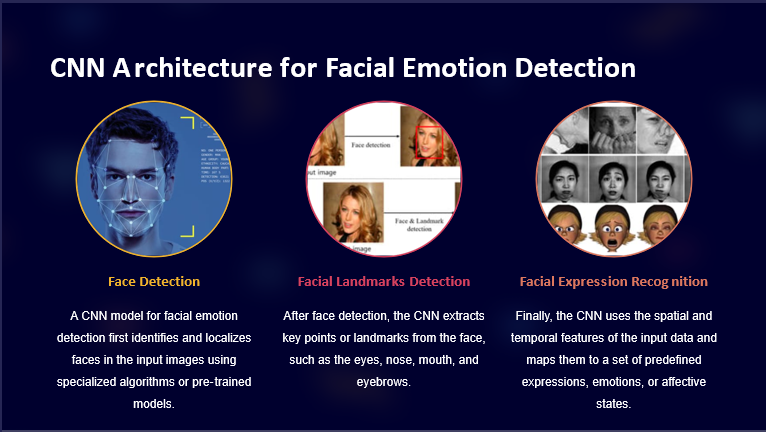 CNN Architecture for Facial Emotion Detection
Face detection
out image
Face & Landmark
detection
image
Face Detection
Facial Landmarks Detection
Facial Expression Recognition
A CNN model for facial emotion
detection first identifies and localizes
faces in the input images using
specialized algorithms or pre-trained
models.
After face detection, the CNN extracts
key points or landmarks from the face,
such as the eyes, nose, mouth, and
eyebrows.
Finally, the CNN uses the spatial and
temporal features of the input data and
maps them to a set of predefined
expressions, emotions, or affective
states.